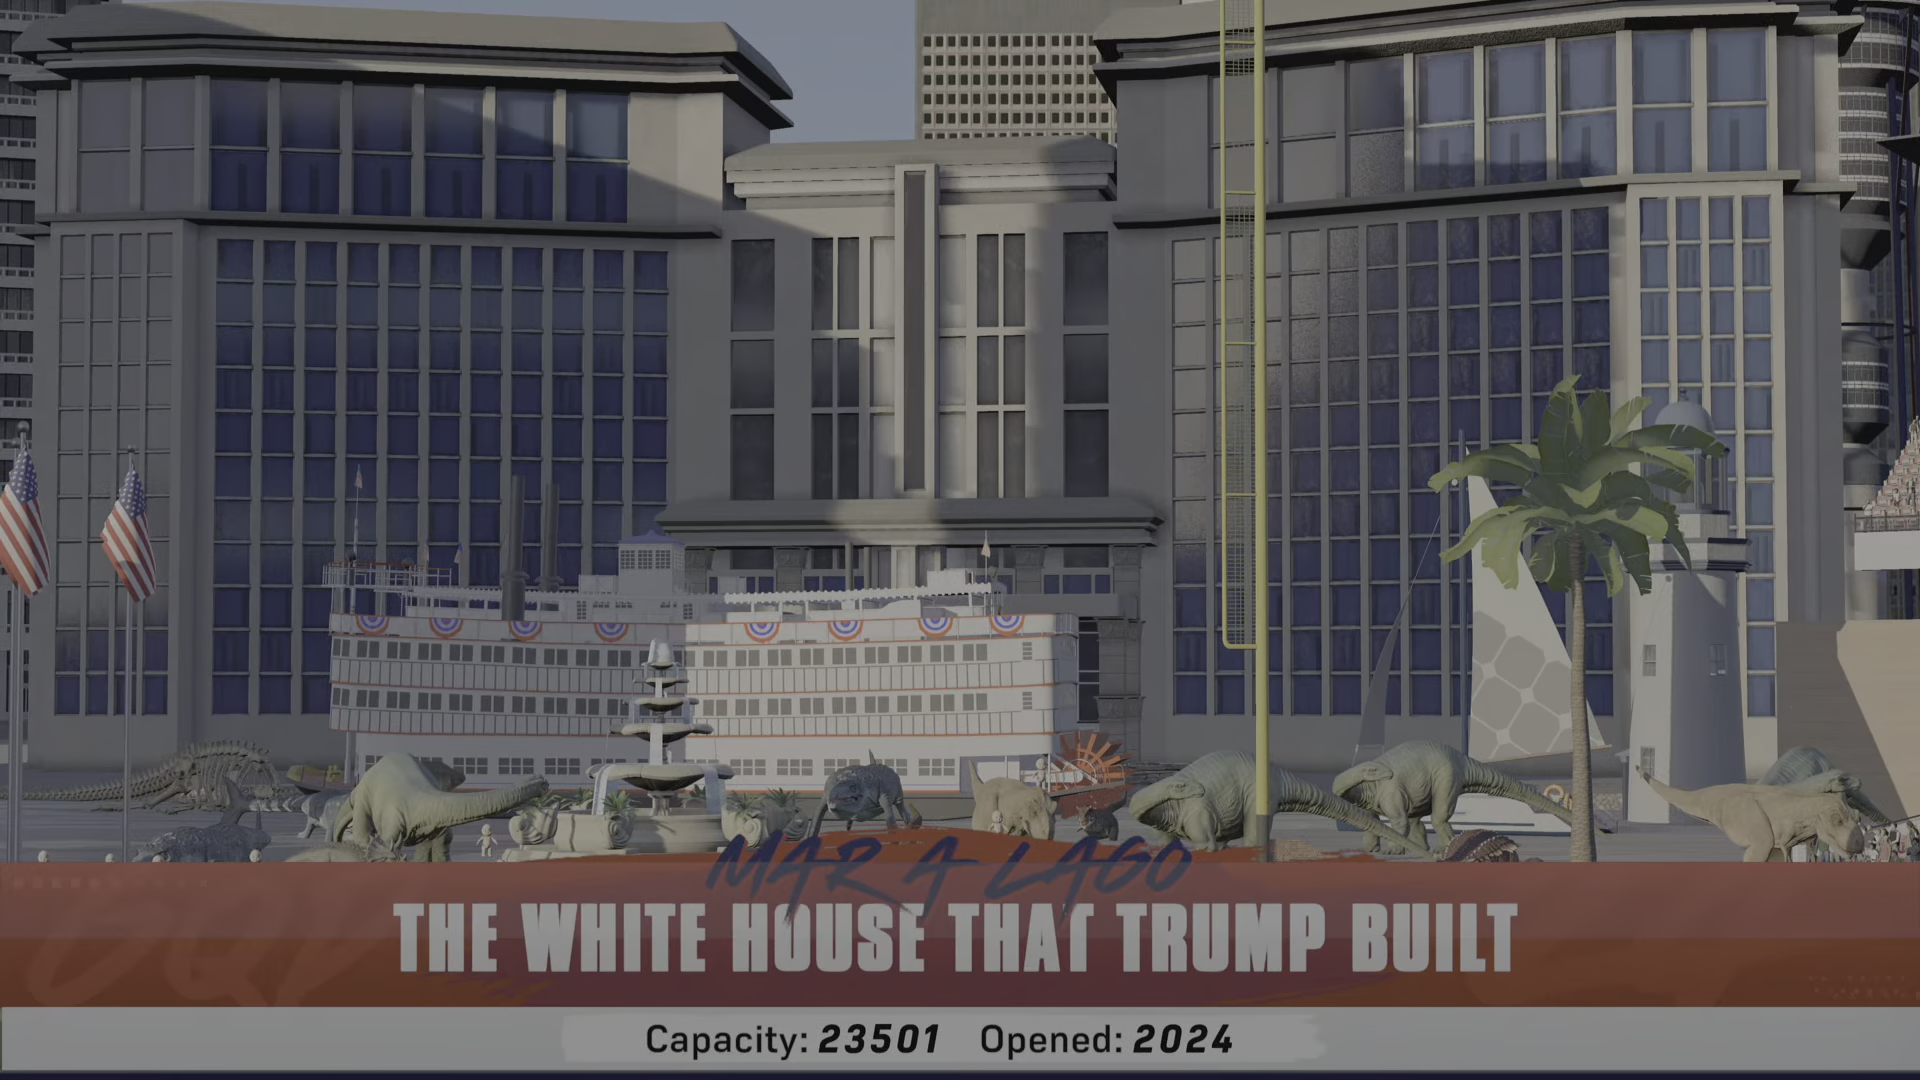 MAR A LAGO
THE WHITE HOUSE THAT TRUMP BUILT
Capacity: 23501 Opened: 2024